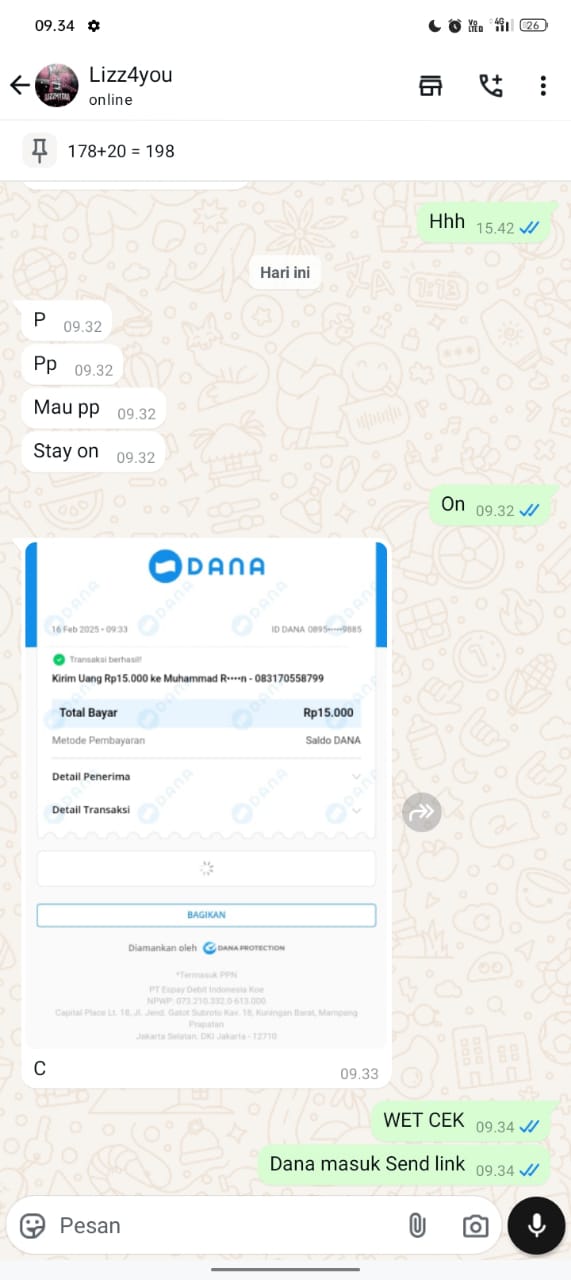 09.34
Vo
LTE
4G
26
Lizz4you
online
178+20 = 198
Hhh 15.42
Hari ini
P 09.32
Pp 09.32
Mau pp 09.32
Stay on 09.32
On 09.32
DANA
16 Feb 2025 • 09:33 ID DANA 0895•••••9885
Transaksi berhasil!
Kirim Uang Rp15.000 ke Muhammad R••••n - 083170558799
Total Bayar Rp15.000
Metode Pembayaran Saldo DANA
Detail Penerima
Detail Transaksi
BAGIKAN
Diamankan oleh DANA PROTECTION
*Termasuk PPN
PT Espay Debit Indonesia Koe
NPWP: 073.210.332.0-613.000
Capital Place Lt. 18, Jl. Jend. Gatot Subroto Kav. 18, Kuningan Barat, Mampang
Prapatan
Jakarta Selatan, DKI Jakarta - 12710
C 09.33
WET CEK 09.34
Dana masuk Send link 09.34
Pesan